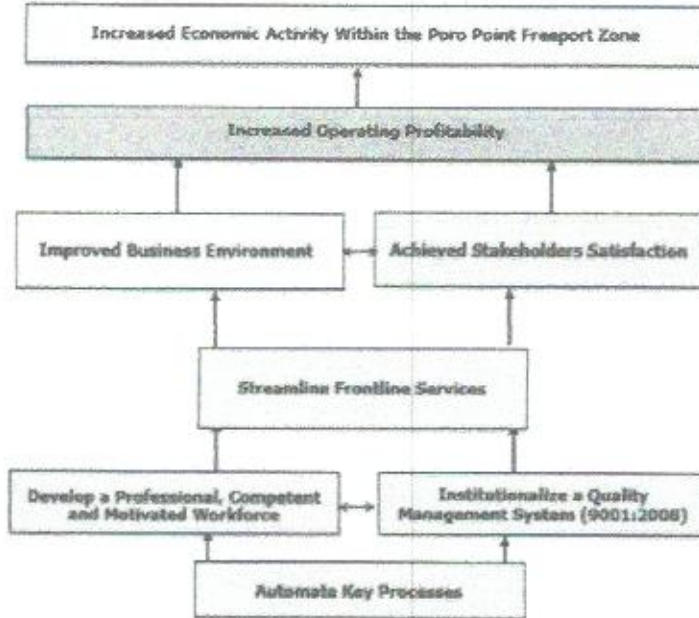 Increased Economic Activity Within the Poro Point Freeport Zone
Increased Operating Profitability
Improved Business Environment
Achieved Stakeholders Satisfaction
Streamline Frontline Services
Develop a Professional, Competent
and Motivated Workforce
Institutionalize a Quality
Management System (9001:2008)
Automate Key Processes